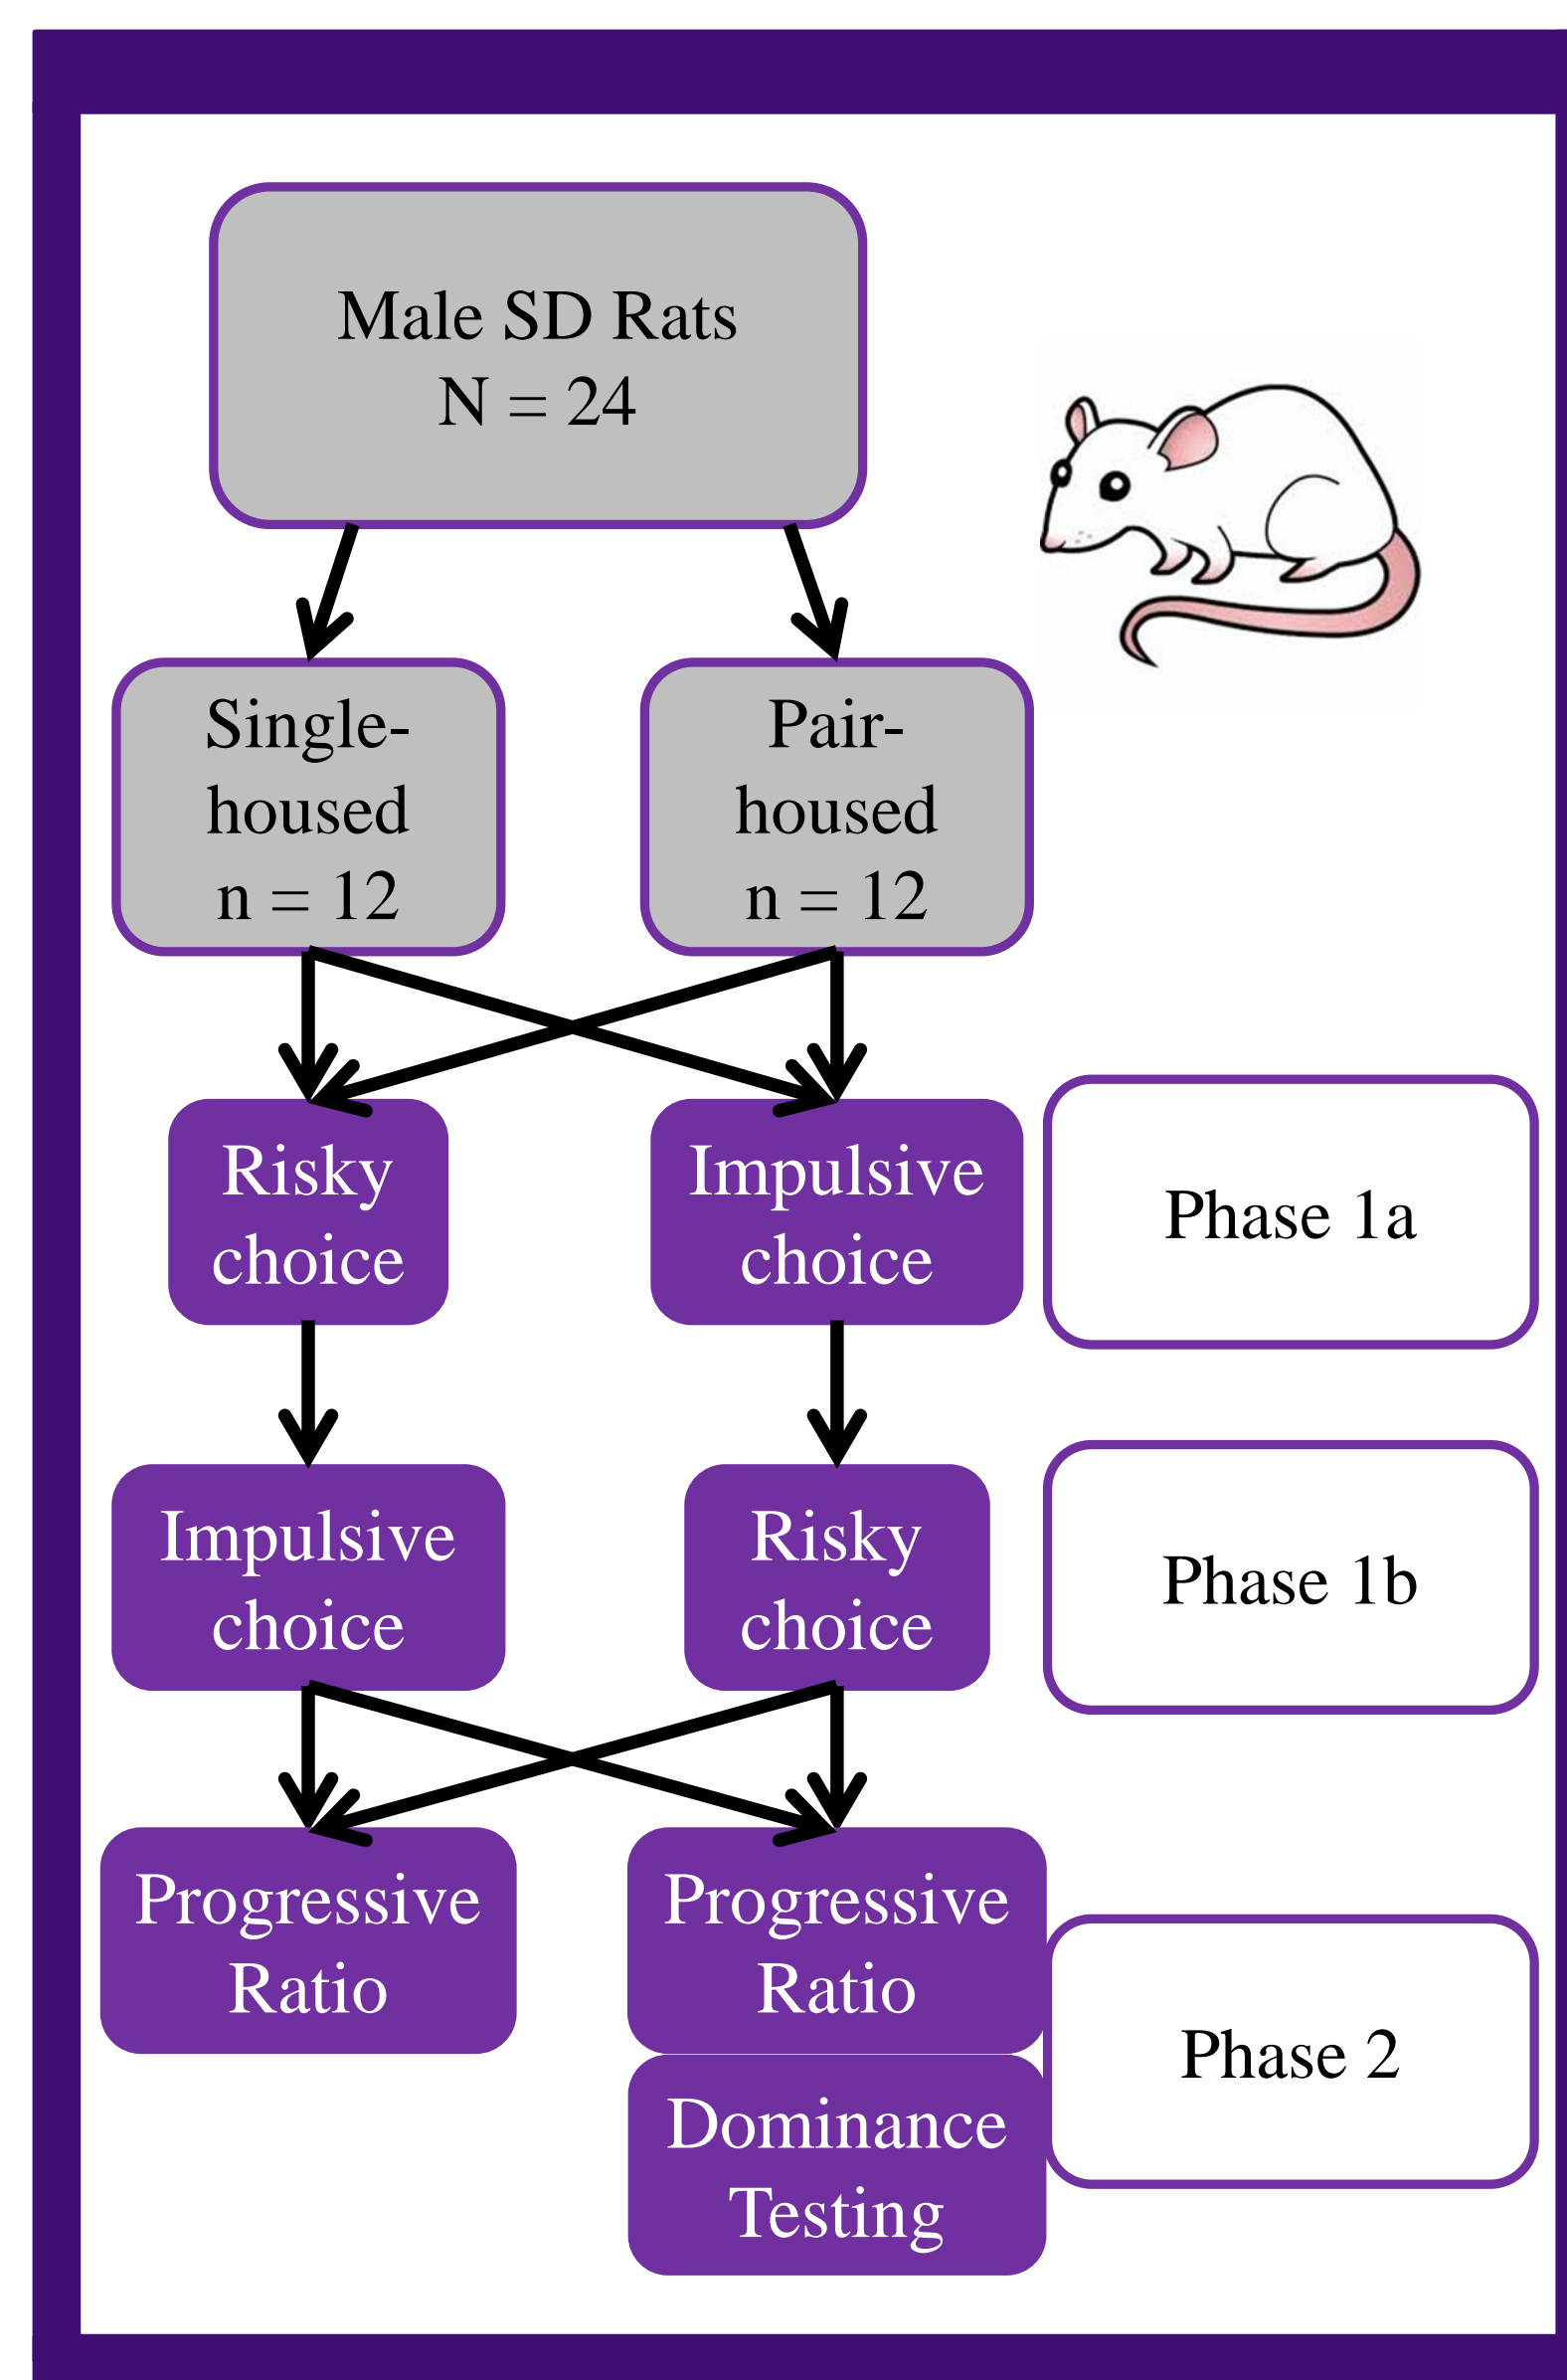 Male SD Rats
N = 24
Single-
housed
n = 12
Pair-
housed
n = 12
Risky
choice
Impulsive
choice
Phase 1a
Impulsive
choice
Risky
choice
Phase 1b
Progressive
Ratio
Progressive
Ratio
Dominance
Testing
Phase 2